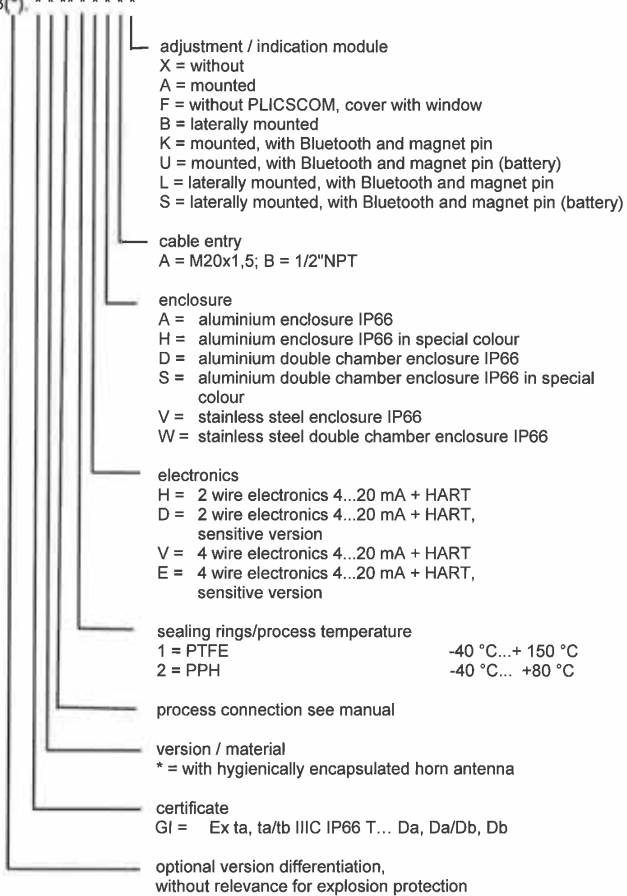 adjustment / indication module
X = without
A = mounted
F = without PLICSCOM, cover with window
B = laterally mounted
K = mounted, with Bluetooth and magnet pin
U = mounted, with Bluetooth and magnet pin (battery)
L = laterally mounted, with Bluetooth and magnet pin
S = laterally mounted, with Bluetooth and magnet pin (battery)
cable entry
A = M20x1,5; B = 1/2"NPT
enclosure
A = aluminium enclosure IP66
H = aluminium enclosure IP66 in special colour
D = aluminium double chamber enclosure IP66
S = aluminium double chamber enclosure IP66 in special
colour
V = stainless steel enclosure IP66
W = stainless steel double chamber enclosure IP66
electronics
H = 2 wire electronics 4...20 mA + HART
D = 2 wire electronics 4...20 mA + HART,
sensitive version
V = 4 wire electronics 4...20 mA + HART
E = 4 wire electronics 4...20 mA + HART,
sensitive version
sealing rings/process temperature
1 = PTFE -40 °C...+ 150 °C
2 = PPH -40 °C... +80 °C
process connection see manual
version / material
* = with hygienically encapsulated horn antenna
certificate
GI = Ex ta, ta/tb IIIC IP66 T... Da, Da/Db, Db
optional version differentiation,
without relevance for explosion protection